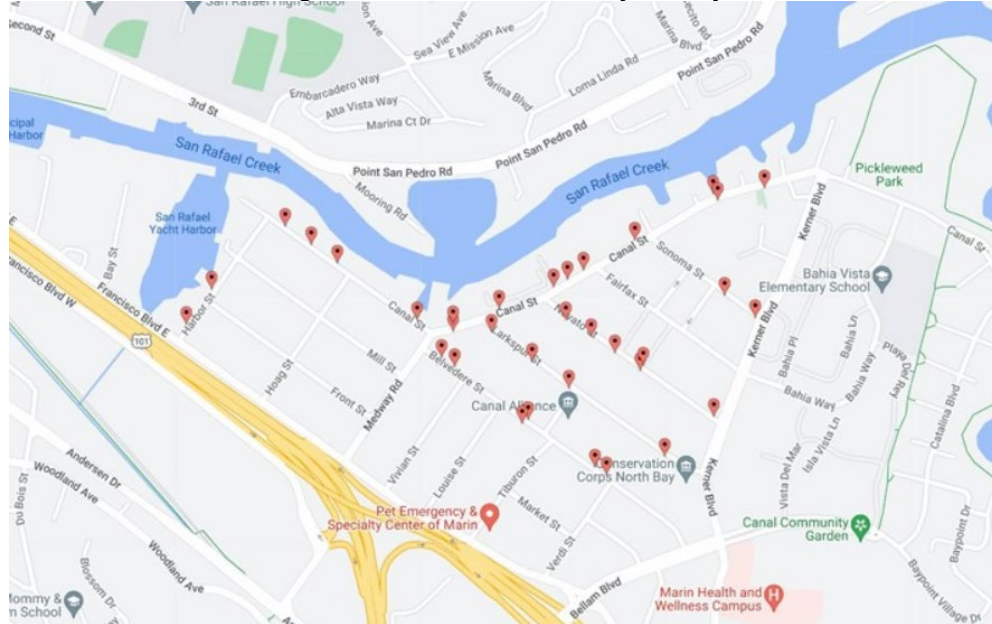 San Rafael High School
Second St
Sea View Ave
E Mission Ave
Marina Blvd
Point San Pedro Rd
Embarcadero Way
Loma Linda Rd
Marina Blvd
Alta Vista Way
3rd St
Marina Ct Dr
Point San Pedro Rd
San Rafael Creek
Point San Pedro Rd
Mooring Rd
San Rafael Creek
Pickleweed
Park
Kerner Blvd
San Rafael
Yacht Harbor
Canal St
Canal St
Sonoma St
Bay St
Bahia Vista
Elementary School
Francisco Blvd W
Francisco Blvd E
Harbor St
Fairfax St
Canal St
Canal St
Novato St
Kerner Blvd
Bahia Ln
Bahia Pl
101
Larkspur St
Mill St
Belvedere St
Bahia Way
Playa Del Rey
Hoag St
Front St
Medway Rd
Bahia Way
Canal Alliance
Catalina Blvd
Isla Vista Ln
Vista Del Mar
Andersen Dr
Woodland Ave
Vivian St
Louise St
Tiburon St
Conservation
Corps North Bay
Kerner Blvd
Du Bois St
Market St
Pet Emergency &
Specialty Center of Marin
Verdi St
Canal Community
Garden
Baypoint Dr
Woodland Ave
Blossom Dr
Bellam Blvd
Marin Health and
Wellness Campus
Baypoint Village Dr